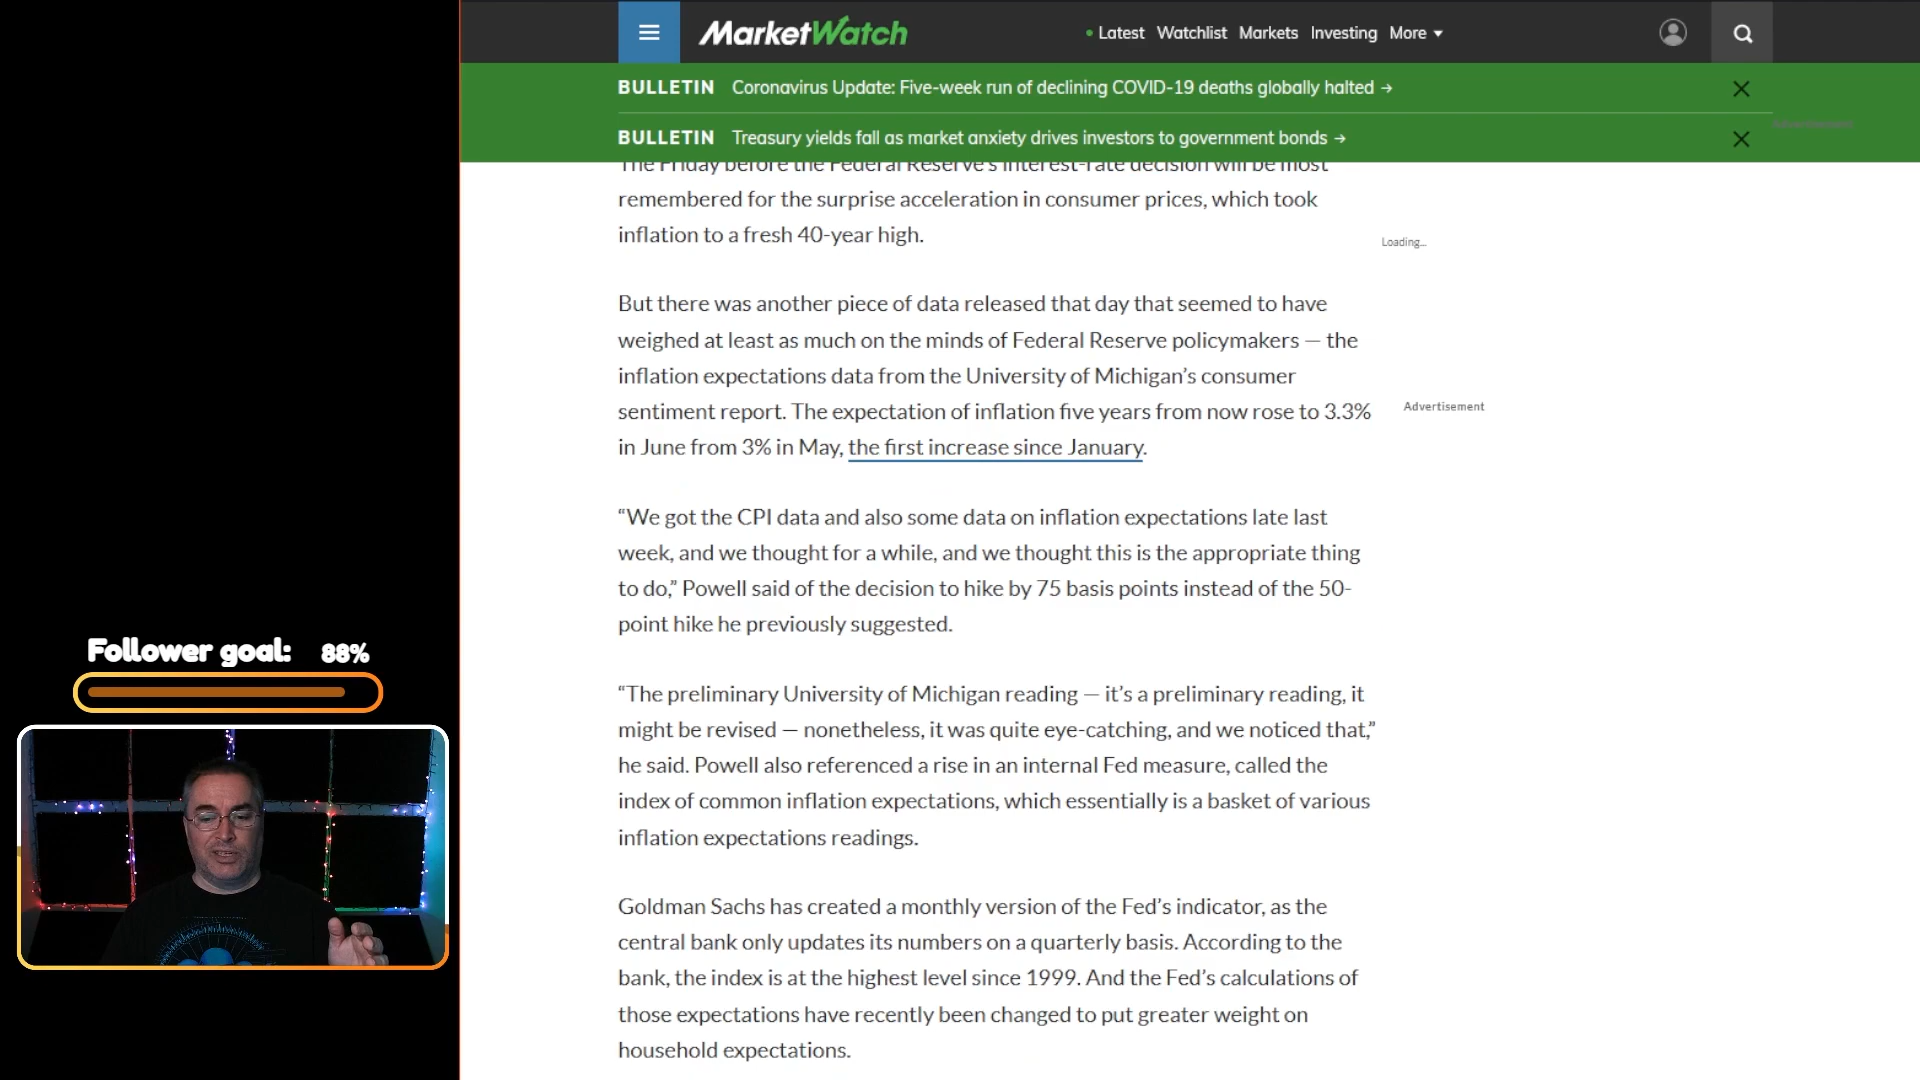 MarketWatch
Latest Watchlist Markets Investing More
BULLETIN Coronavirus Update: Five-week run of declining COVID-19 deaths globally halted →
BULLETIN Treasury yields fall as market anxiety drives investors to government bonds →
Advertisement
The Friday before the Federal Reserve's interest-rate decision will be most
remembered for the surprise acceleration in consumer prices, which took
inflation to a fresh 40-year high.
Loading...
But there was another piece of data released that day that seemed to have
weighed at least as much on the minds of Federal Reserve policymakers — the
inflation expectations data from the University of Michigan’s consumer
sentiment report. The expectation of inflation five years from now rose to 3.3%
in June from 3% in May, the first increase since January.
Advertisement
“We got the CPI data and also some data on inflation expectations late last
week, and we thought for a while, and we thought this is the appropriate thing
to do,” Powell said of the decision to hike by 75 basis points instead of the 50-
point hike he previously suggested.
“The preliminary University of Michigan reading — it’s a preliminary reading, it
might be revised — nonetheless, it was quite eye-catching, and we noticed that,”
he said. Powell also referenced a rise in an internal Fed measure, called the
index of common inflation expectations, which essentially is a basket of various
inflation expectations readings.
Goldman Sachs has created a monthly version of the Fed’s indicator, as the
central bank only updates its numbers on a quarterly basis. According to the
bank, the index is at the highest level since 1999. And the Fed’s calculations of
those expectations have recently been changed to put greater weight on
household expectations.
Follower goal: 88%